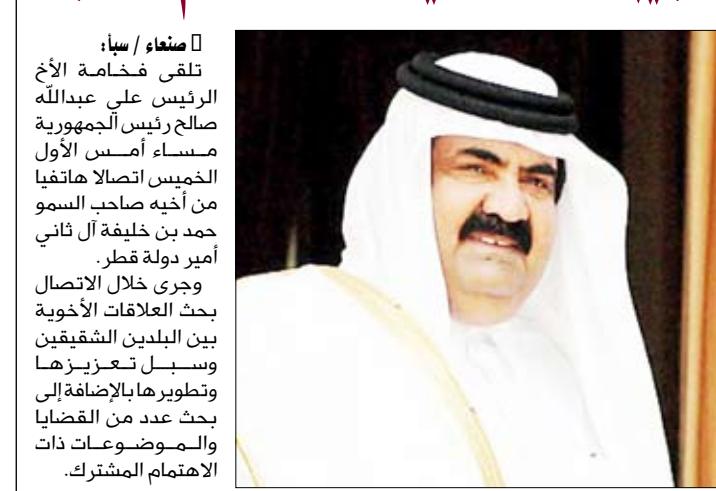 صنعاء / سبأ:
تلقى فخامة الأخ
الرئيس علي عبدالله
صالح رئيس الجمهورية
مساء أمس الأول
الخميس اتصالا هاتفيا
من أخيه صاحب السمو
حمد بن خليفة آل ثاني
أمير دولة قطر.
وجرى خلال الاتصال
بحث العلاقات الأخوية
بين البلدين الشقيقين
وسبل تعزيزها
وتطويرها بالإضافة إلى
بحث عدد من القضايا
والموضوعات ذات
الاهتمام المشترك.